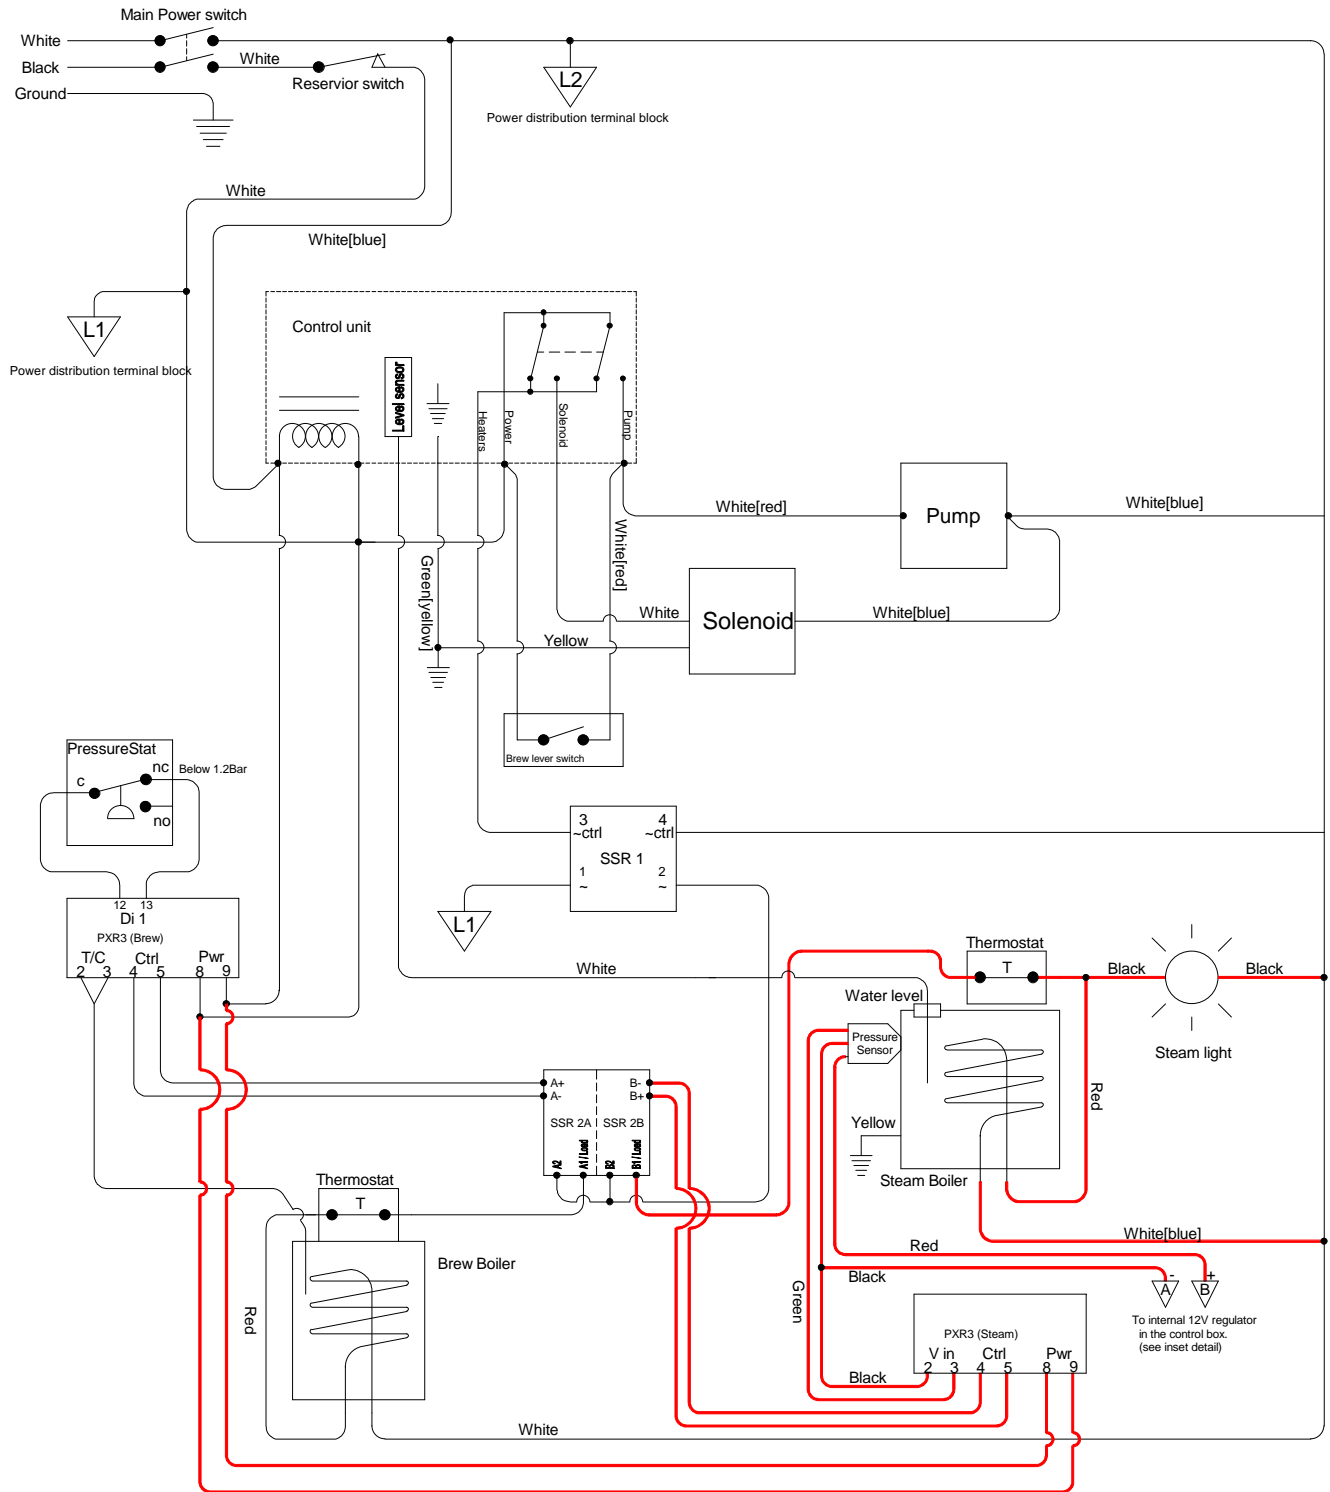 Main Power switch
White
Black
White
Reservior switch
Ground
L2
Power distribution terminal block
White
White[blue]
L1
Power distribution terminal block
Control unit
Level sensor
Heaters
Power
Solenoid
Pump
White[red]
Pump
White[blue]
White[red]
Green[yellow]
White
Solenoid
White[blue]
Yellow
Brew lever switch
PressureStat
nc
Below 1.2Bar
c
no
3
4
~ctrl
~ctrl
SSR 1
1
2
~
~
L1
12 13
Di 1
PXR3 (Brew)
T/C Ctrl Pwr
2 3 4 5 8 9
White
Thermostat
T
Black
Black
Steam light
Water level
Pressure
Sensor
Red
Yellow
Steam Boiler
A+
A-
B-
B+
SSR 2A
SSR 2B
A2
A1 / Load
B2
B1 / Load
Thermostat
T
Brew Boiler
Red
White[blue]
Red
Black
Green
-
+
A
B
To internal 12V regulator
in the control box.
(see inset detail)
PXR3 (Steam)
V in Ctrl Pwr
2 3 4 5 8 9
Black
White